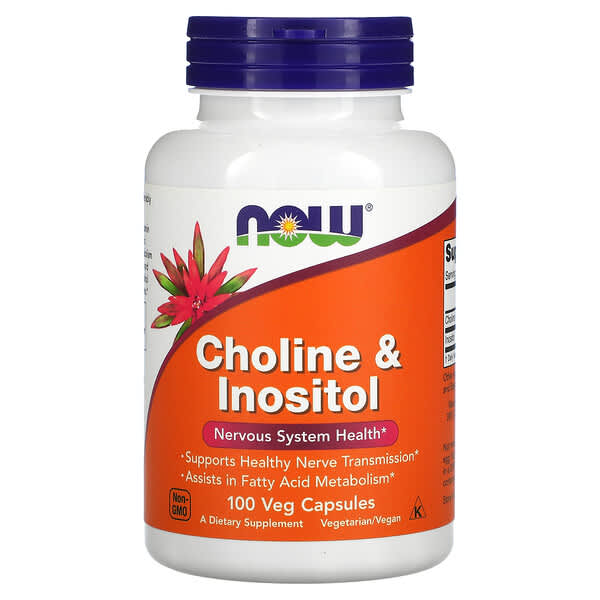 now®
Choline &
Inositol
Nervous System Health*
• Supports Healthy Nerve Transmission*
• Assists in Fatty Acid Metabolism*
100 Veg Capsules
Non-
GMO
A Dietary Supplement Vegetarian/Vegan
K